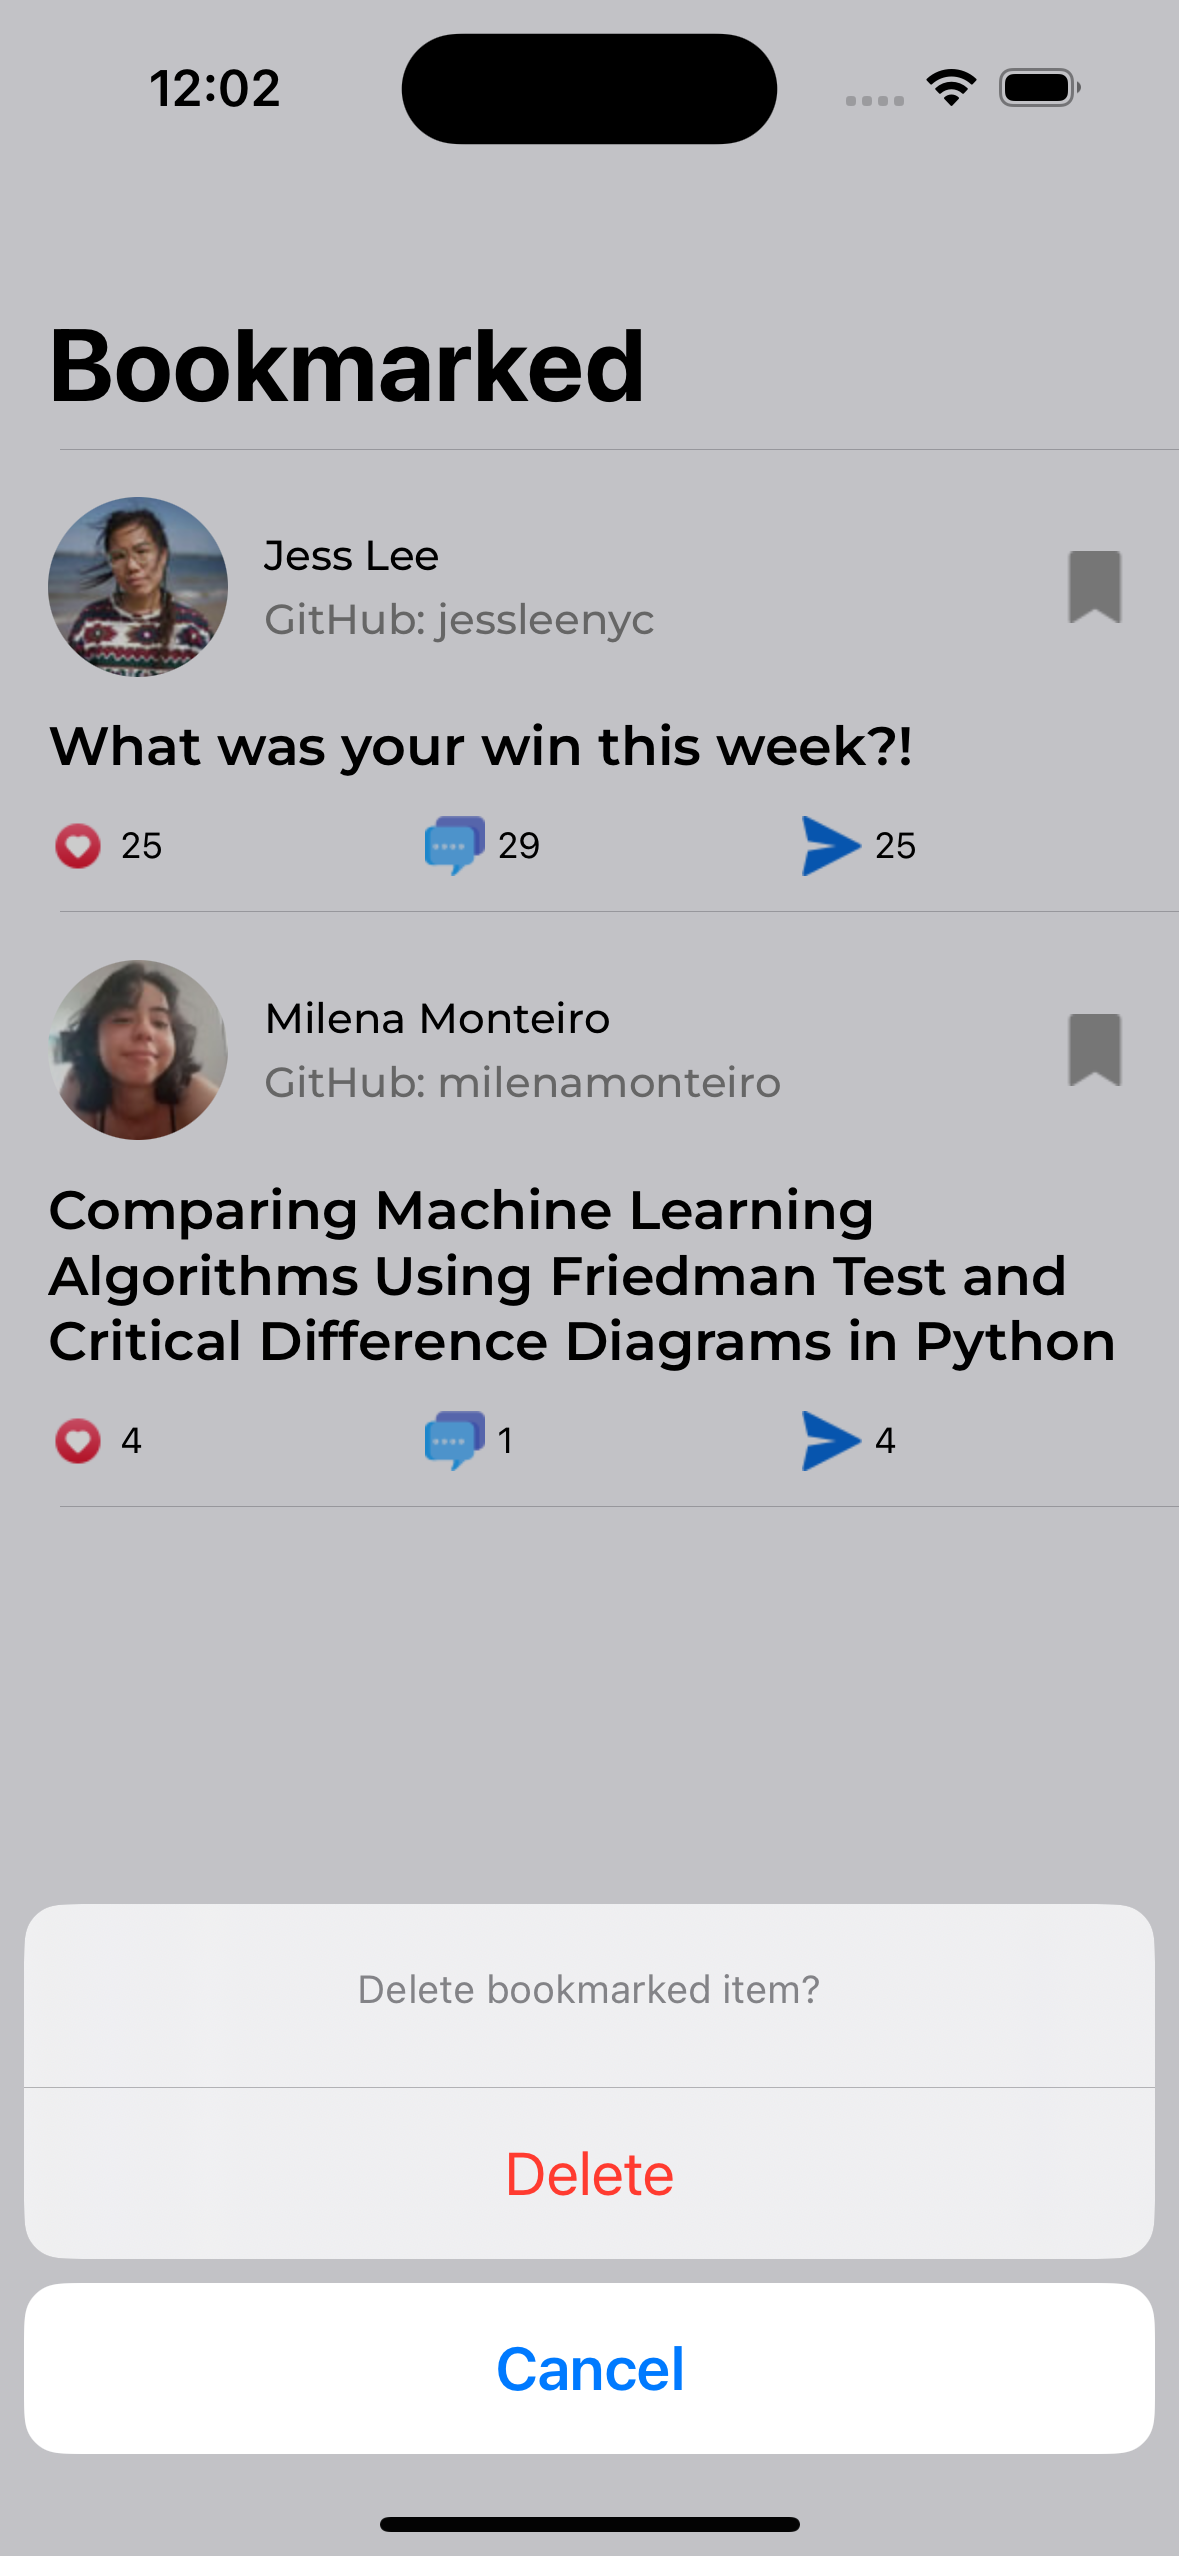 12:02
Bookmarked
Jess Lee
GitHub: jessleenyc
What was your win this week?!
25 29 25
Milena Monteiro
GitHub: milenamonteiro
Comparing Machine Learning
Algorithms Using Friedman Test and
Critical Difference Diagrams in Python
4 1 4
Delete bookmarked item?
Delete
Cancel